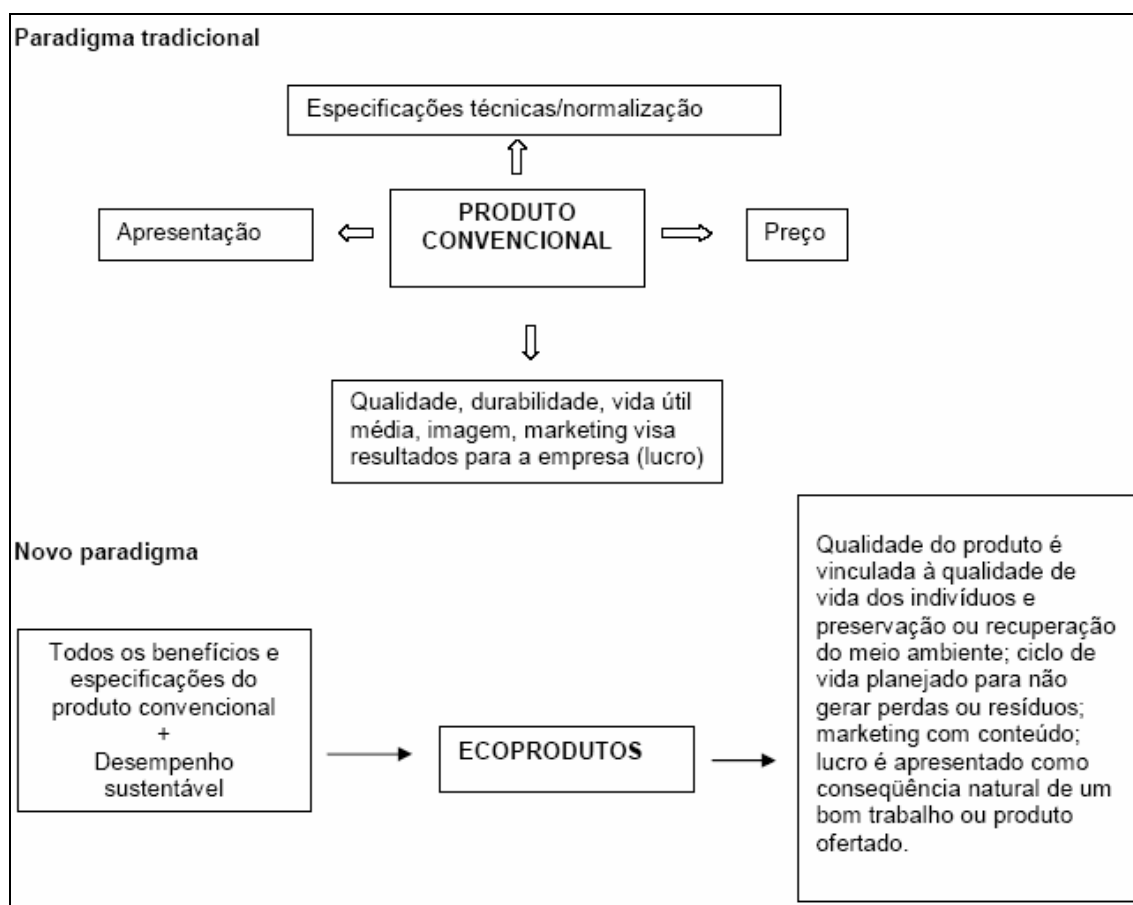 Paradigma tradicional
Especificações técnicas/normalização
Apresentação
PRODUTO
CONVENCIONAL
Preço
Qualidade, durabilidade, vida útil
média, imagem, marketing visa
resultados para a empresa (lucro)
Novo paradigma
Todos os benefícios e
especificações do
produto convencional
+
Desempenho
sustentável
ECOPRODUTOS
Qualidade do produto é
vinculada à qualidade de
vida dos indivíduos e
preservação ou recuperação
do meio ambiente; ciclo de
vida planejado para não
gerar perdas ou resíduos;
marketing com conteúdo;
lucro é apresentado como
conseqüência natural de um
bom trabalho ou produto
ofertado.